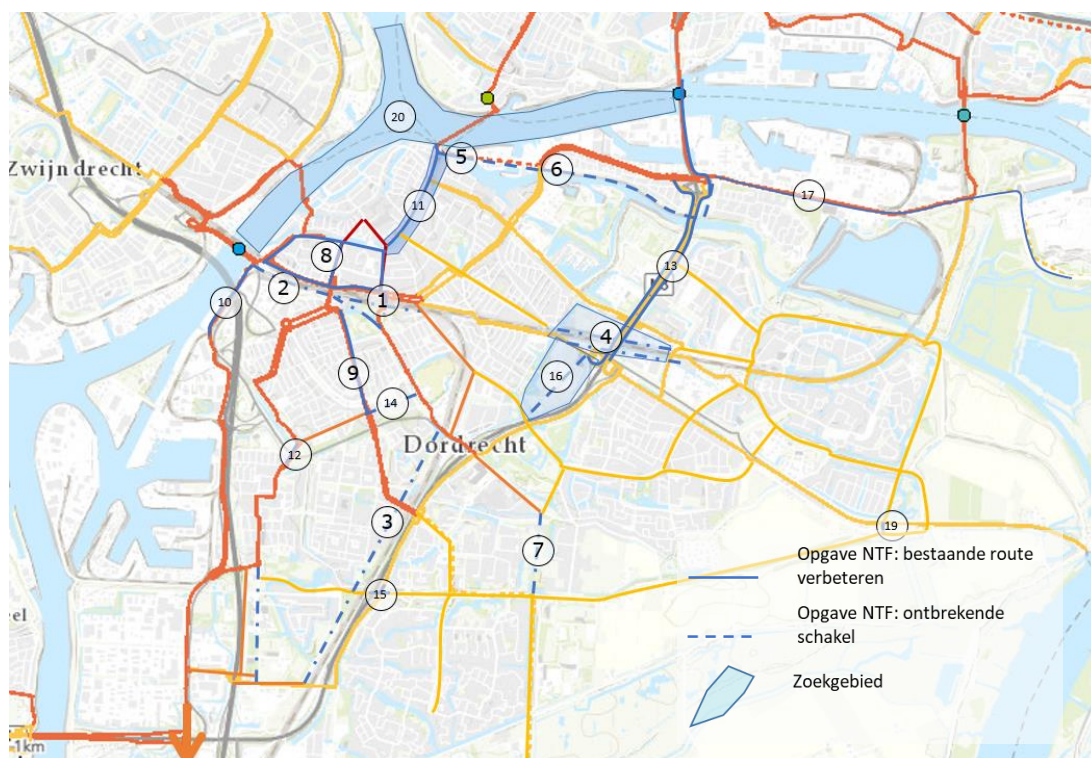 20
Zwijndrecht
5
6
17
11
8
13
2
1
10
4
16
9
14
Dordrecht
12
3
19
7
Opgave NTF: bestaande route
verbeteren
15
Opgave NTF: ontbrekende
schakel
Zoekgebied
1km